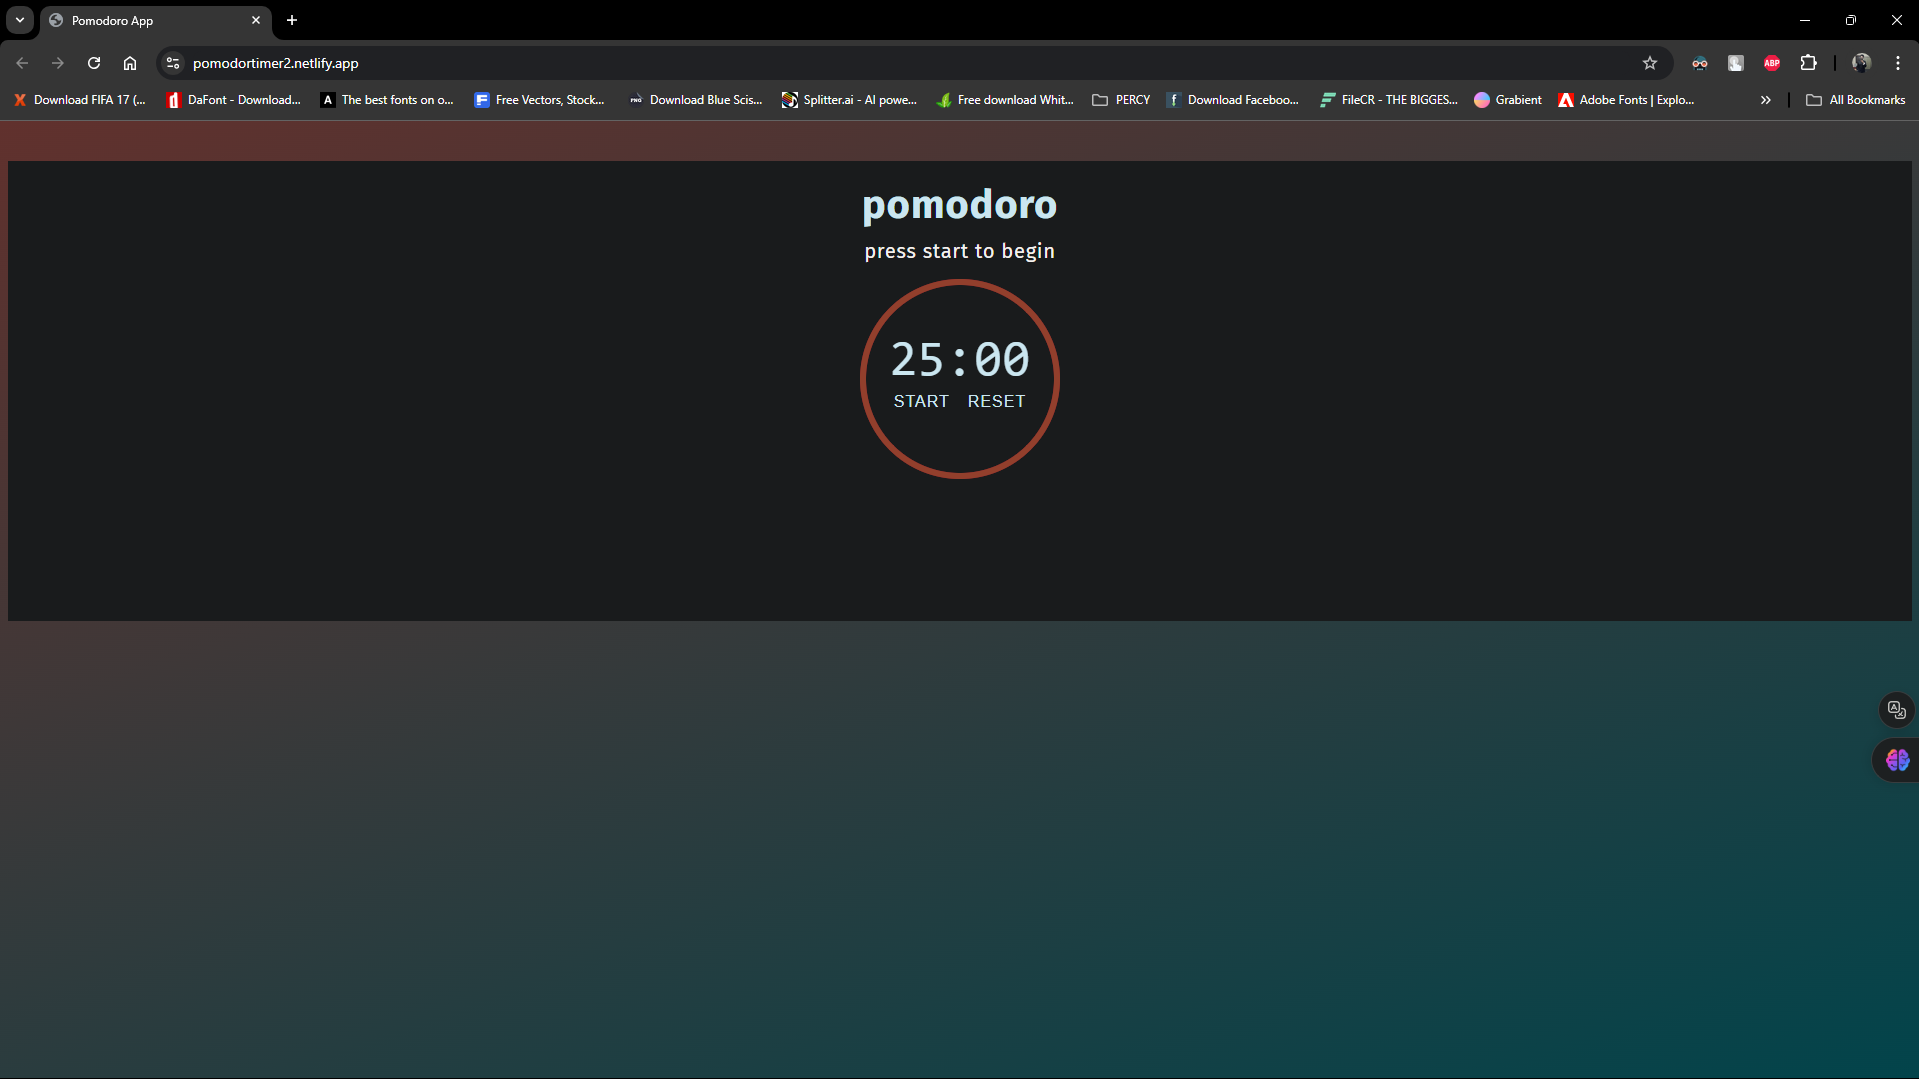 Pomodoro App
pomodortimer2.netlify.app
ABP
Download FIFA 17 (... DaFont - Download... The best fonts on o... Free Vectors, Stock... Download Blue Scis... Splitter.ai - AI powe... Free download Whit... PERCY Download Faceboo... FileCR - THE BIGGES... Grabient Adobe Fonts | Explo... All Bookmarks
pomodoro
press start to begin
25:00
START RESET